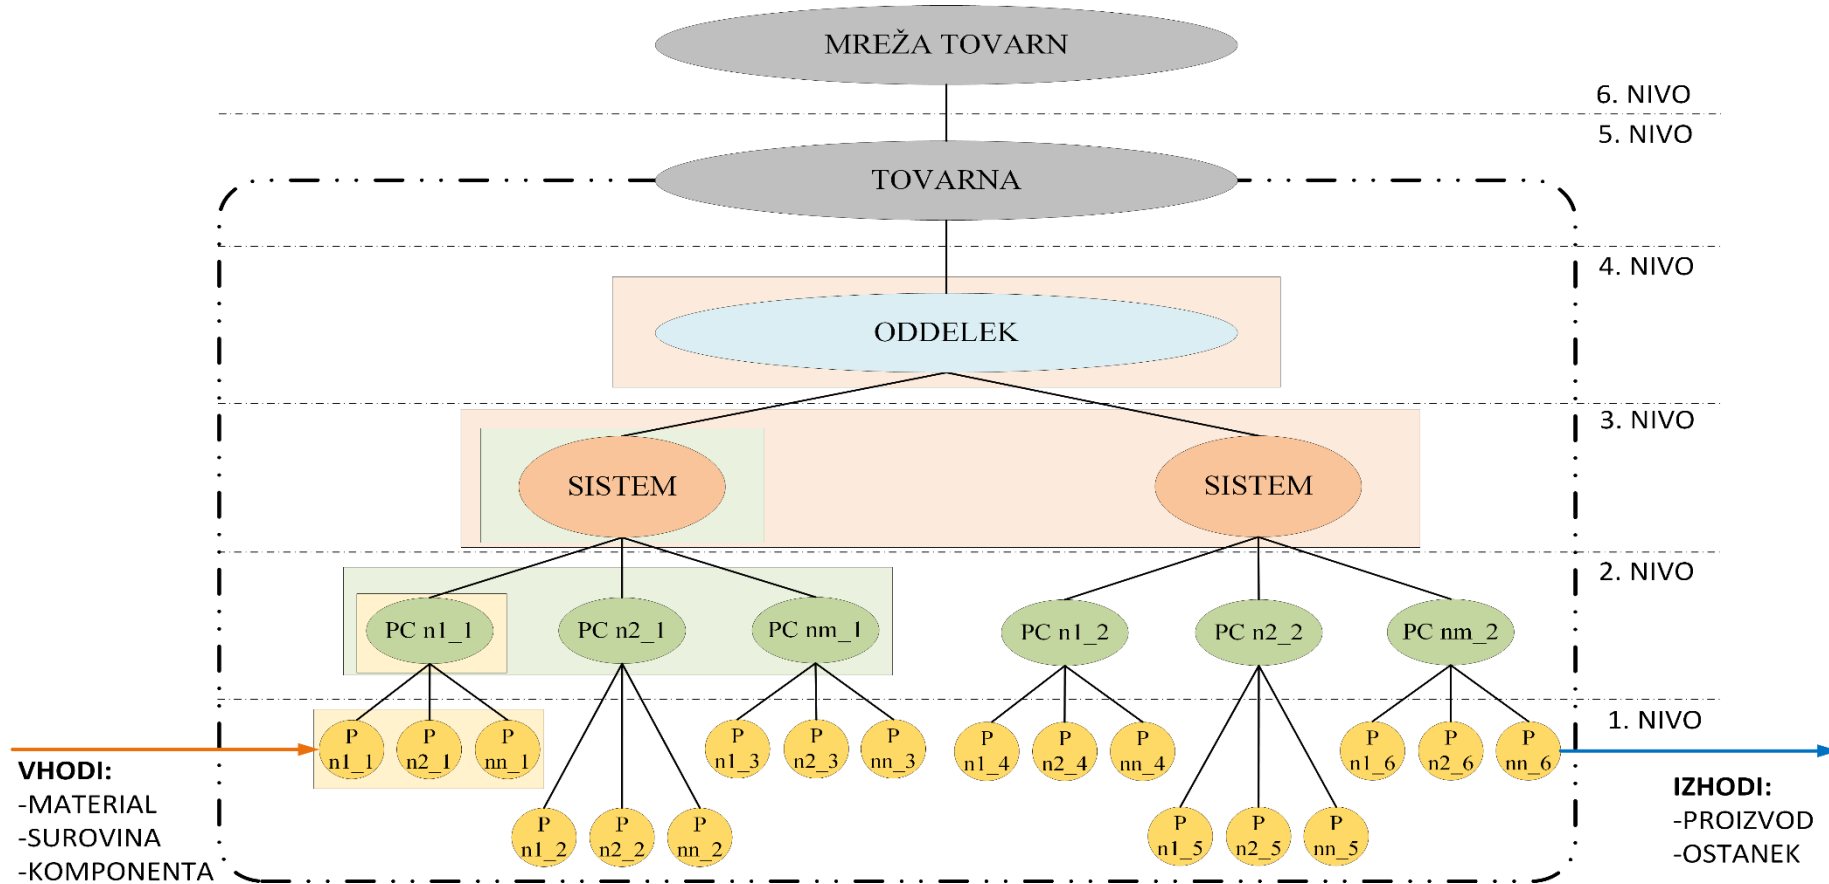 MREŽA TOVARN
6. NIVO
5. NIVO
TOVARNA
4. NIVO
ODDELEK
3. NIVO
SISTEM
SISTEM
2. NIVO
PC n1_1
PC n2_1
PC nm_1
PC n1_2
PC n2_2
PC nm_2
1. NIVO
P
n1_1
P
n2_1
P
nn_1
P
n1_3
P
n2_3
P
nn_3
P
n1_4
P
n2_4
P
nn_4
P
n1_6
P
n2_6
P
nn_6
P
n1_2
P
n2_2
P
nn_2
P
n1_5
P
n2_5
P
nn_5
VHODI:
-MATERIAL
-SUROVINA
-KOMPONENTA
IZHODI:
-PROIZVOD
-OSTANEK